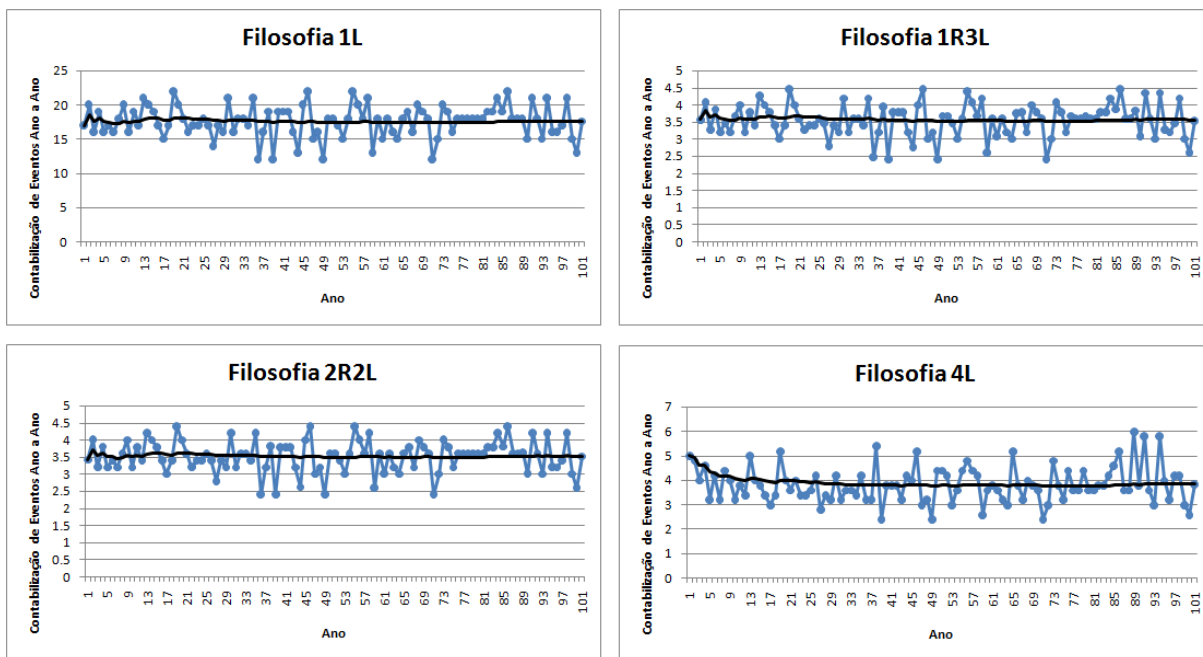 Filosofia 1L
Contabilização de Eventos Ano a Ano
25
20
15
10
5
0
1 5 9 13 17 21 25 29 33 37 41 45 49 53 57 61 65 69 73 77 81 85 89 93 97 101
Ano
Filosofia 1R3L
Contabilização de Eventos Ano a Ano
5
4.5
4
3.5
3
2.5
2
1.5
1
0.5
0
1 5 9 13 17 21 25 29 33 37 41 45 49 53 57 61 65 69 73 77 81 85 89 93 97 101
Ano
Filosofia 2R2L
Contabilização de Eventos Ano a Ano
5
4.5
4
3.5
3
2.5
2
1.5
1
0.5
0
1 5 9 13 17 21 25 29 33 37 41 45 49 53 57 61 65 69 73 77 81 85 89 93 97 101
Ano
Filosofia 4L
Contabilização de Eventos Ano a Ano
7
6
5
4
3
2
1
0
1 5 9 13 17 21 25 29 33 37 41 45 49 53 57 61 65 69 73 77 81 85 89 93 97 101
Ano